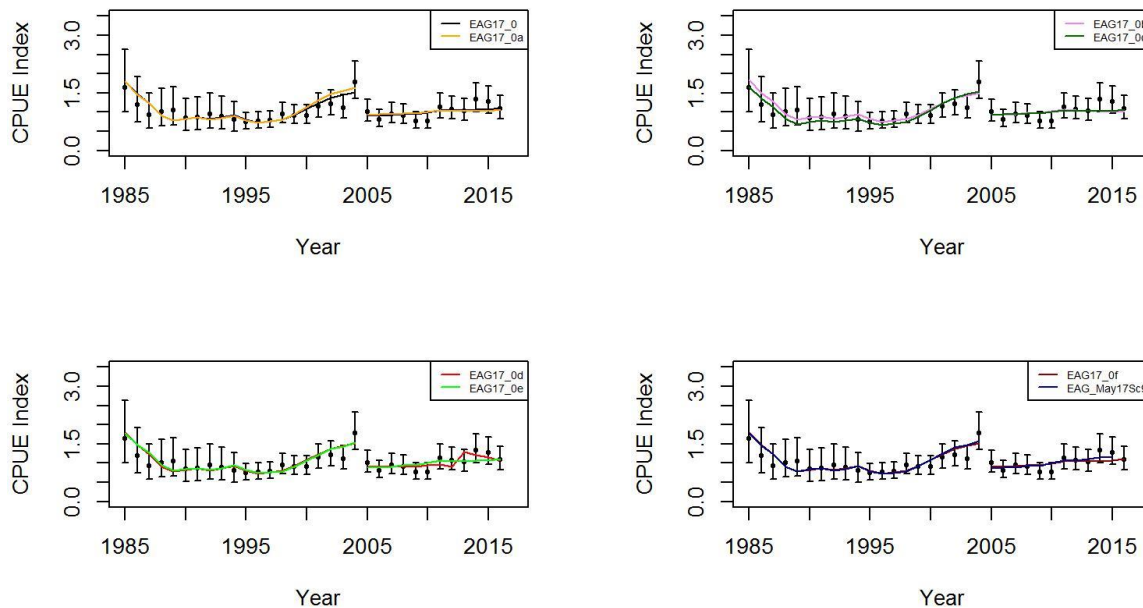 CPUE Index
0.0 1.5 3.0
EAG17_0
EAG17_0a
1985 1995 2005 2015
Year
CPUE Index
0.0 1.5 3.0
1985 1995 2005 2015
Year
CPUE Index
0.0 1.5 3.0
EAG17_0d
EAG17_0e
1985 1995 2005 2015
Year
CPUE Index
0.0 1.5 3.0
EAG17_0f
1985 1995 2005 2015
Year